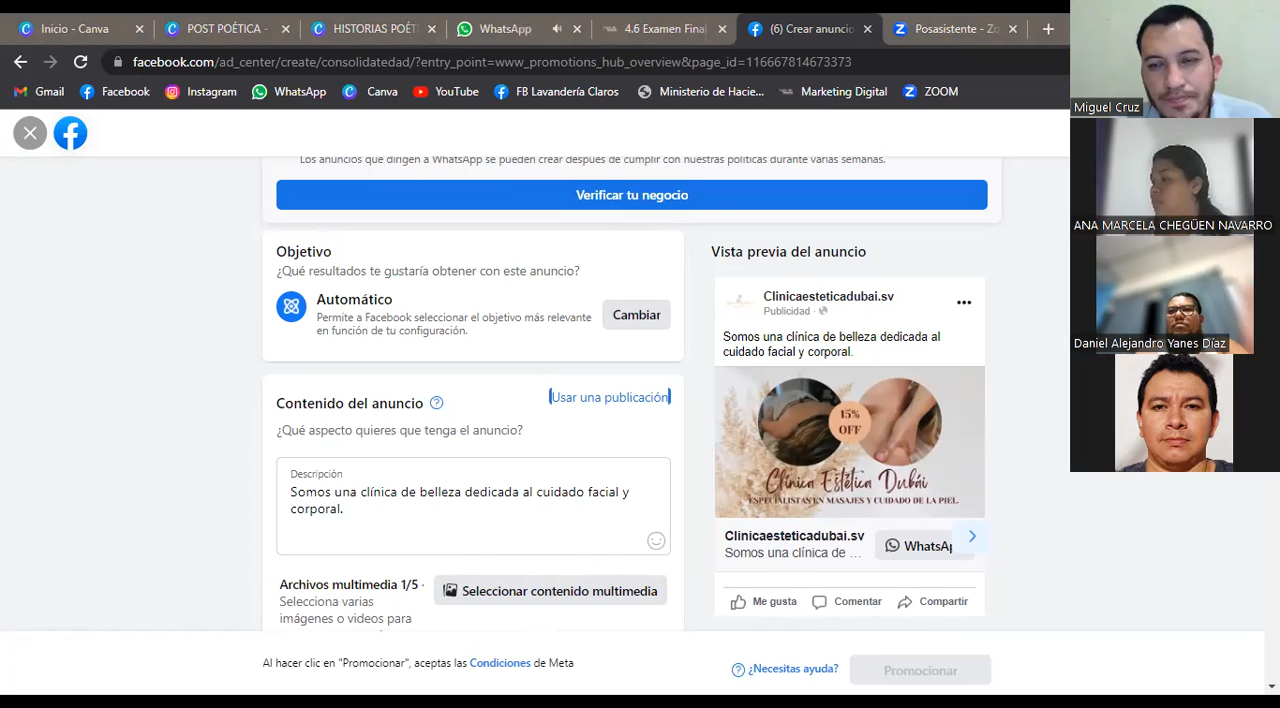 Inicio - Canva
POST POÉTICA -
HISTORIAS POÉT
WhatsApp
4.6 Examen Final
(6) Crear anuncio
Posasistente - Zo
facebook.com/ad_center/create/consolidatedad/?entry_point=www_promotions_hub_overview&page_id=116667814673373
Gmail
Facebook
Instagram
WhatsApp
Canva
YouTube
FB Lavandería Claros
Ministerio de Hacie...
Marketing Digital
ZOOM
Miguel Cruz
ANA MARCELA CHEGÜEN NAVARRO
Daniel Alejandro Yanes Díaz
Los anuncios que dirigen a WhatsApp se pueden crear después de cumplir con nuestras políticas durante varias semanas.
Verificar tu negocio
Objetivo
¿Qué resultados te gustaría obtener con este anuncio?
Automático
Permite a Facebook seleccionar el objetivo más relevante
en función de tu configuración.
Cambiar
Contenido del anuncio
Usar una publicación
¿Qué aspecto quieres que tenga el anuncio?
Descripción
Somos una clínica de belleza dedicada al cuidado facial y
corporal.
Archivos multimedia 1/5 ·
Selecciona varias
imágenes o videos para
Seleccionar contenido multimedia
Vista previa del anuncio
Clinicaesteticadubai.sv
Publicidad ·
Somos una clínica de belleza dedicada al
cuidado facial y corporal.
15%
OFF
Clínica Estética Dubái
ESPECIALISTAS EN MASAJES Y CUIDADO DE LA PIEL.
Clinicaesteticadubai.sv
Somos una clínica de ...
WhatsAp
Me gusta
Comentar
Compartir
Al hacer clic en "Promocionar", aceptas las Condiciones de Meta
¿Necesitas ayuda?
Promocionar